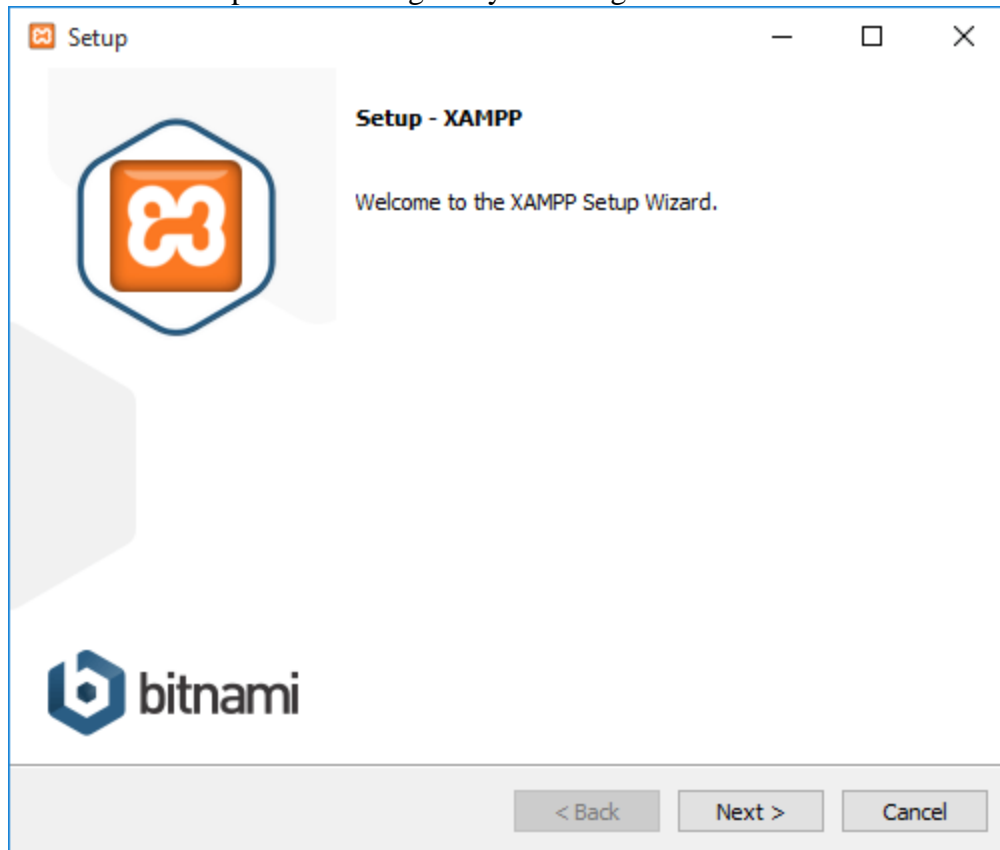 Setup
Setup - XAMPP
Welcome to the XAMPP Setup Wizard.
bitnami
< Back Next > Cancel